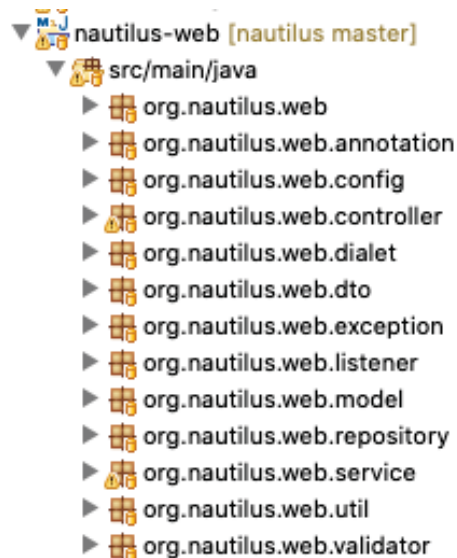 nautilus-web [nautilus master]
src/main/java
org.nautilus.web
org.nautilus.web.annotation
org.nautilus.web.config
org.nautilus.web.controller
org.nautilus.web.dialet
org.nautilus.web.dto
org.nautilus.web.exception
org.nautilus.web.listener
org.nautilus.web.model
org.nautilus.web.repository
org.nautilus.web.service
org.nautilus.web.util
org.nautilus.web.validator